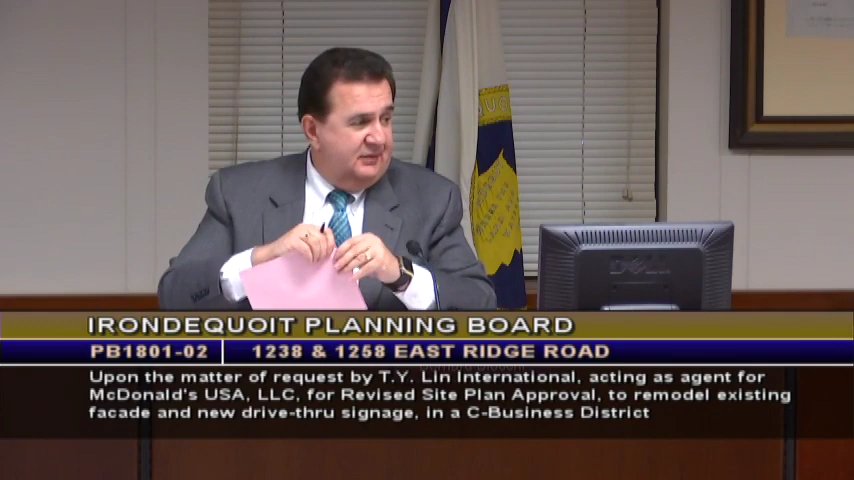 DELL
IRONDEQUOIT PLANNING BOARD
PB1801-02 1238 & 1258 EAST RIDGE ROAD
Upon the matter of request by T.Y. Lin International, acting as agent for
McDonald's USA, LLC, for Revised Site Plan Approval, to remodel existing
facade and new drive-thru signage, in a C-Business District